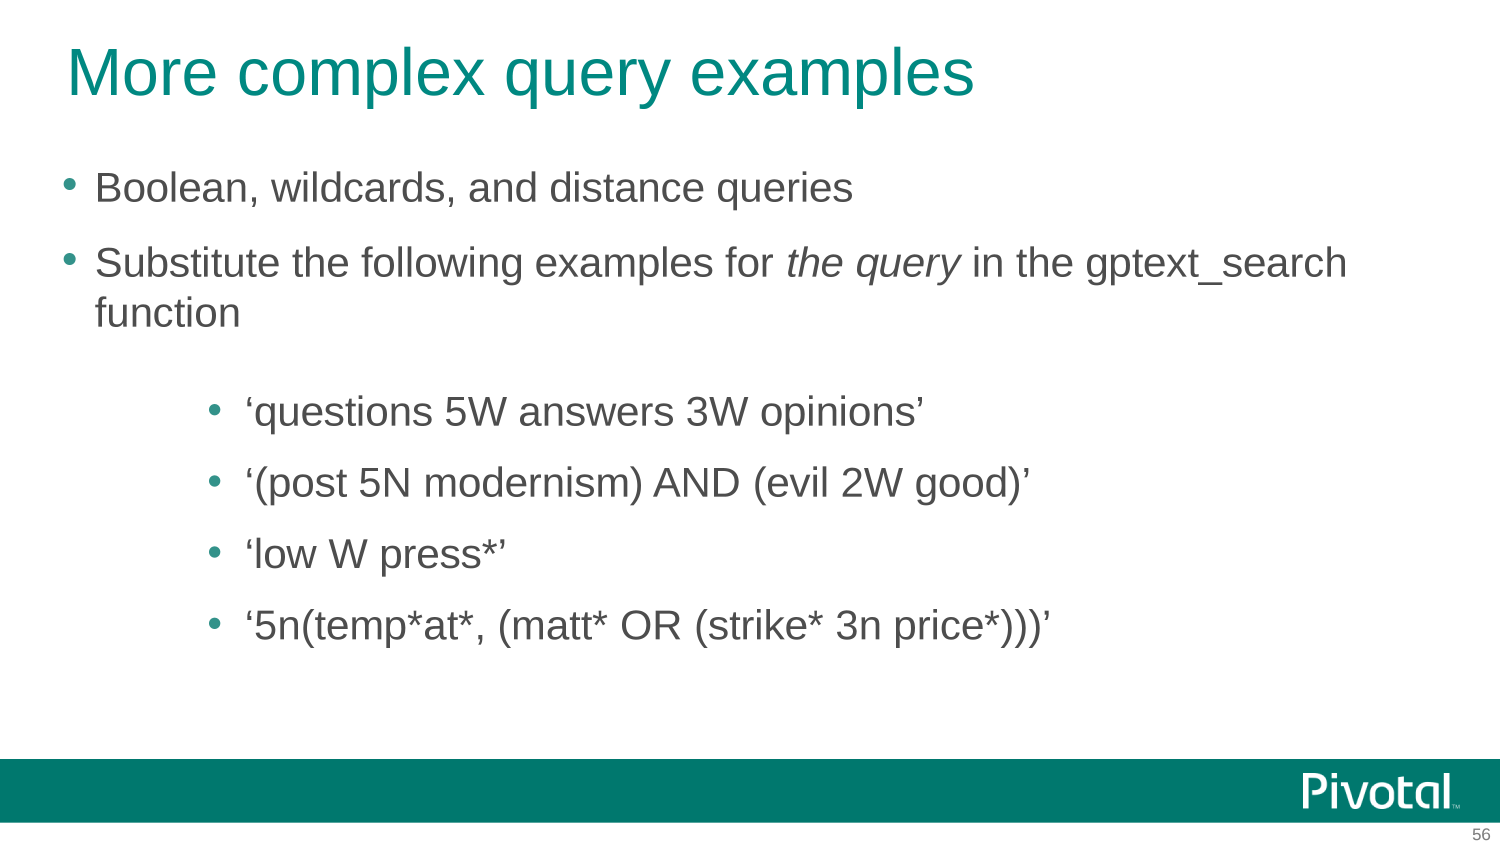 More complex query examples
• Boolean, wildcards, and distance queries
• Substitute the following examples for the query in the gptext_search
function
• ‘questions 5W answers 3W opinions’
• ‘(post 5N modernism) AND (evil 2W good)’
• ‘low W press*’
• ‘5n(temp*at*, (matt* OR (strike* 3n price*)))’
Pivotal™
56